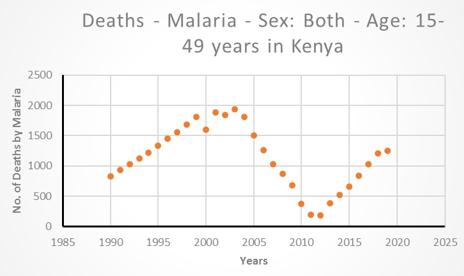 Deaths - Malaria - Sex: Both - Age: 15-
49 years in Kenya
2500
2000
1500
1000
500
0
No. of Deaths by Malaria
1985 1990 1995 2000 2005 2010 2015 2020 2025
Years